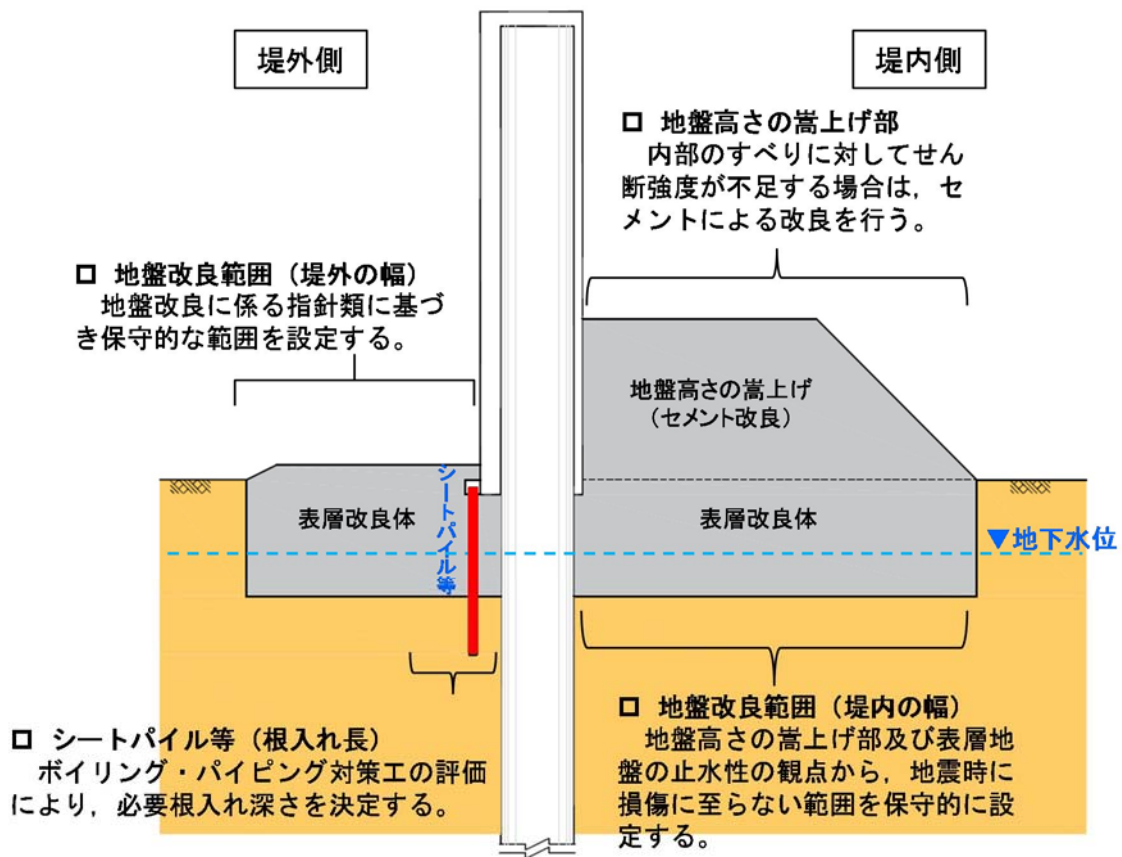 堤外側
堤内側
□ 地盤高さの嵩上げ部
内部のすべりに対してせん
断強度が不足する場合は，セ
メントによる改良を行う。
□ 地盤改良範囲（堤外の幅）
地盤改良に係る指針類に基づ
き保守的な範囲を設定する。
地盤高さの嵩上げ
（セメント改良）
シートパイル等
表層改良体
表層改良体
▼地下水位
□ シートパイル等（根入れ長）
ボイリング・パイピング対策工の評価
により，必要根入れ深さを決定する。
□ 地盤改良範囲（堤内の幅）
地盤高さの嵩上げ部及び表層地
盤の止水性の観点から，地震時に
損傷に至らない範囲を保守的に設
定する。